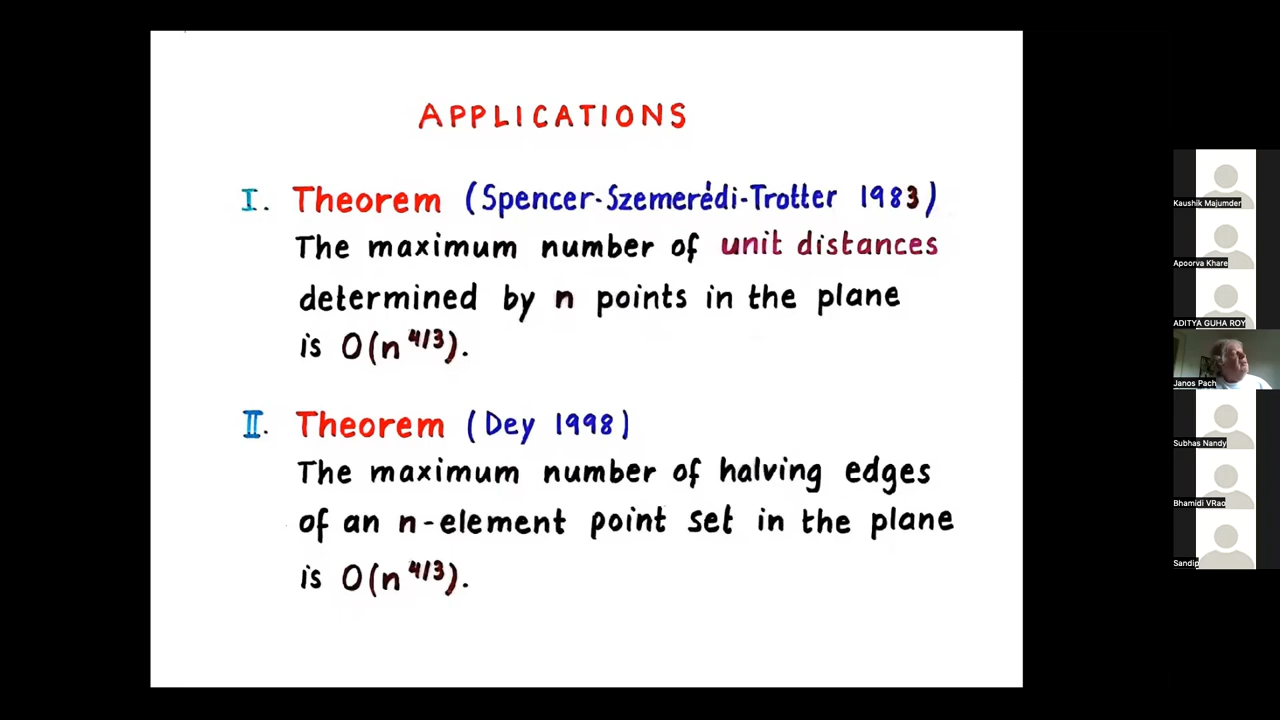 APPLICATIONS
I. Theorem (Spencer-Szemerédi-Trotter 1983)
The maximum number of unit distances
determined by n points in the plane
is O(n^4/3).
II. Theorem (Dey 1998)
The maximum number of halving edges
of an n-element point set in the plane
is O(n^4/3).
Kaushik Majumder
Apoorva Khare
ADITYA GUHA ROY
Janos Pach
Subhas Nandy
Bhamidi VRao
Sandip